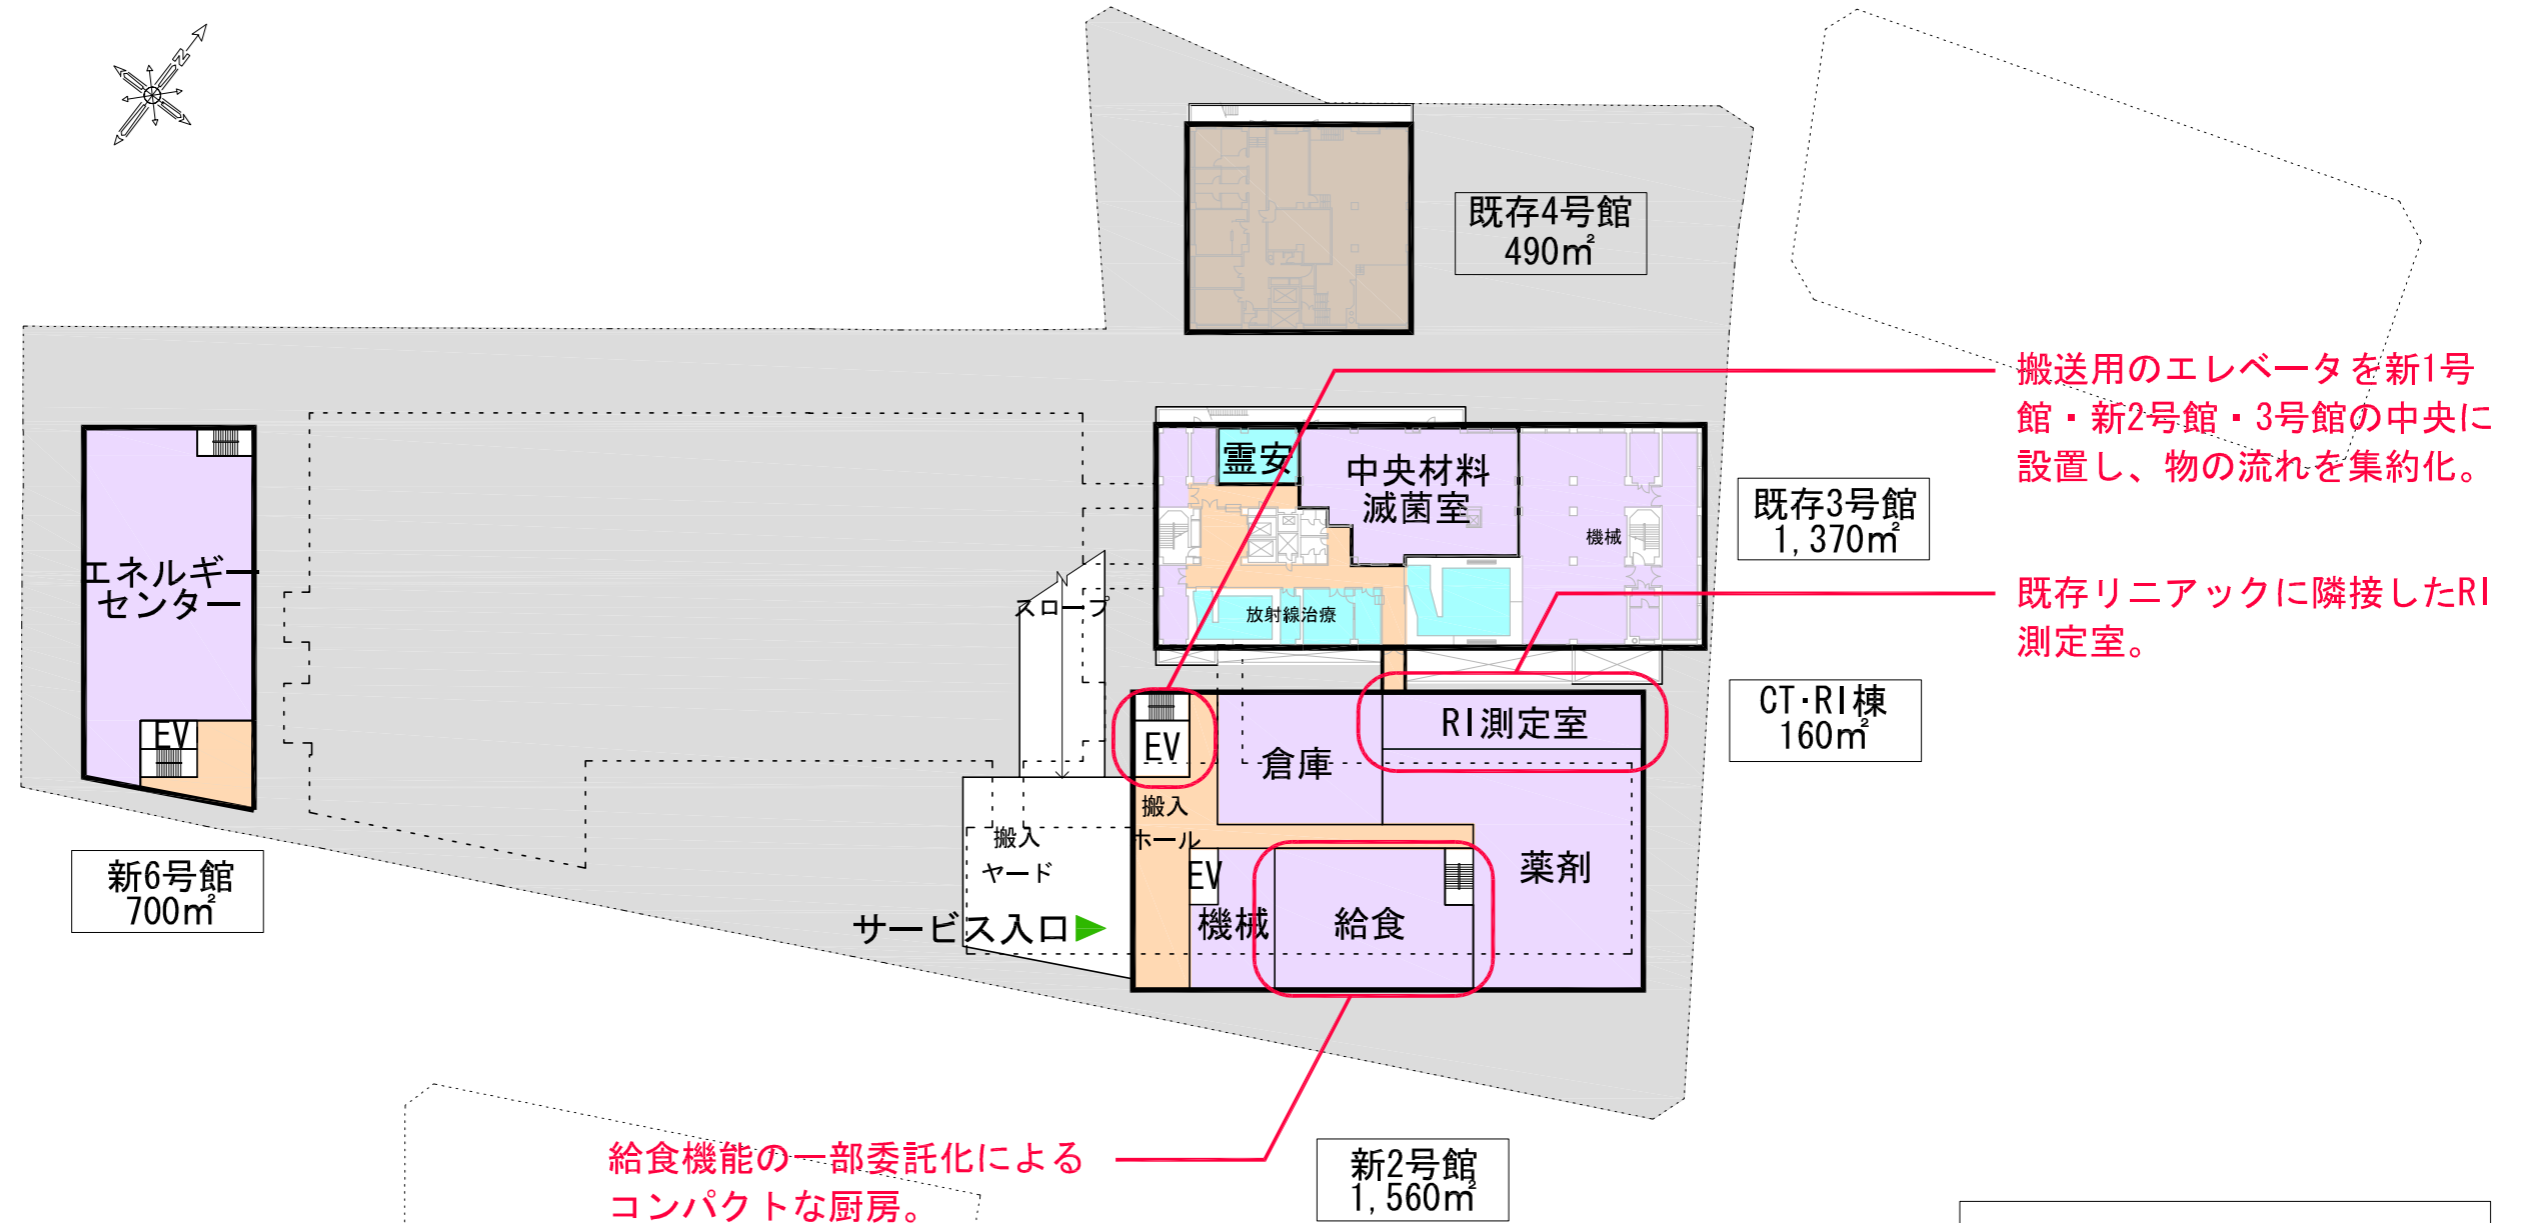 N
既存4号館
490㎡
搬送用のエレベータを新1号
館・新2号館・3号館の中央に
設置し、物の流れを集約化。
霊安
中央材料
滅菌室
機械
既存3号館
1,370㎡
エネルギー
センター
スロープ
放射線治療
既存リニアックに隣接したRI
測定室。
EV
EV
倉庫
RI測定室
CT･RI棟
160㎡
搬入
ホール
搬入
ヤード
EV
機械
給食
薬剤
サービス入口
新6号館
700㎡
給食機能の一部委託化による
コンパクトな厨房。
新2号館
1,560㎡